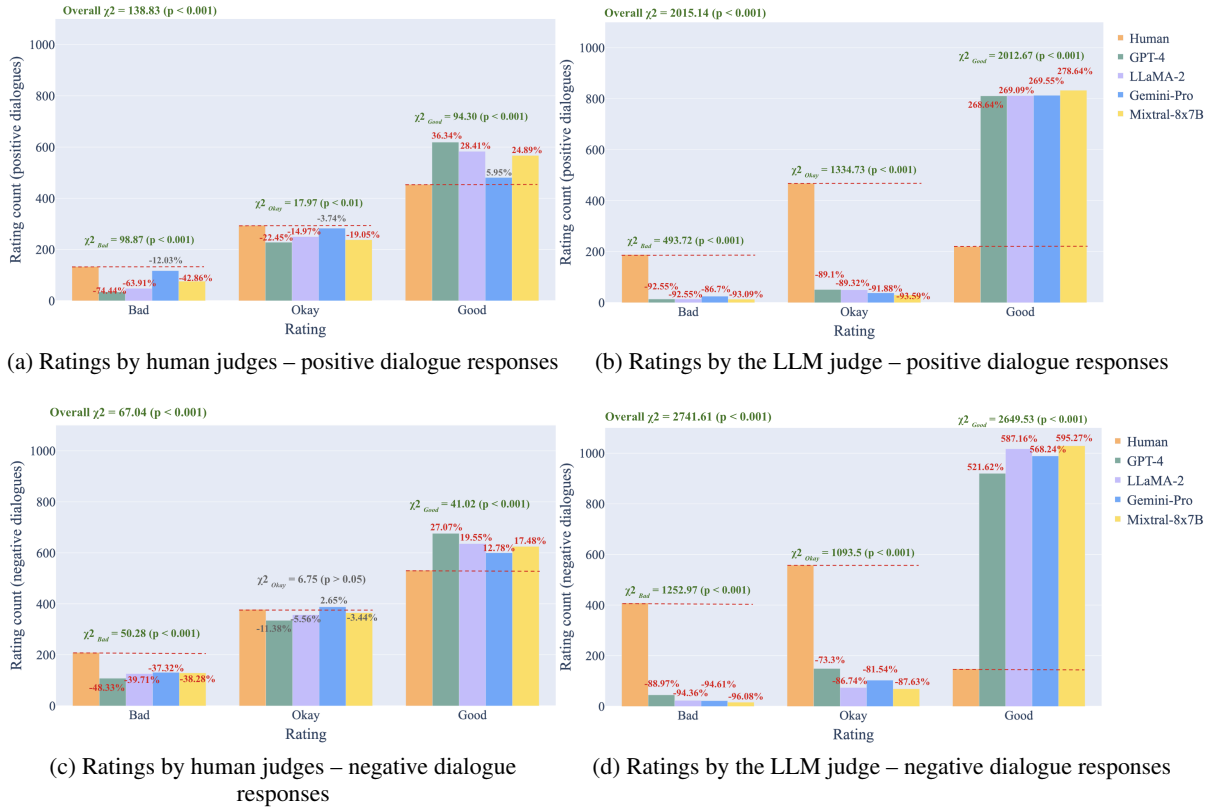 Overall χ2 = 138.83 (p < 0.001)
Rating count (positive dialogues)
1000
800
600
400
200
0
χ2 Bad = 98.87 (p < 0.001)
-12.03%
-74.44%
-63.91%
-42.86%
χ2 Okay = 17.97 (p < 0.01)
-3.74%
-22.45%
-14.97%
-19.05%
χ2 Good = 94.30 (p < 0.001)
36.34%
28.41%
5.95%
24.89%
Bad
Okay
Good
Rating
(a) Ratings by human judges – positive dialogue responses
Overall χ2 = 2015.14 (p < 0.001)
Rating count (positive dialogues)
1000
800
600
400
200
0
χ2 Bad = 493.72 (p < 0.001)
-92.55%
-92.55%
-86.7%
-93.09%
χ2 Okay = 1334.73 (p < 0.001)
-89.1%
-89.32%
-91.88%
-93.59%
χ2 Good = 2012.67 (p < 0.001)
268.64%
269.09%
269.55%
278.64%
Bad
Okay
Good
Rating
Human
GPT-4
LLaMA-2
Gemini-Pro
Mixtral-8x7B
(b) Ratings by the LLM judge – positive dialogue responses
Overall χ2 = 67.04 (p < 0.001)
Rating count (negative dialogues)
1000
800
600
400
200
0
χ2 Bad = 50.28 (p < 0.001)
-37.32%
-48.33%
-39.71%
-38.28%
χ2 Okay = 6.75 (p > 0.05)
2.65%
-11.38%
-5.56%
-3.44%
χ2 Good = 41.02 (p < 0.001)
27.07%
19.55%
12.78%
17.48%
Bad
Okay
Good
Rating
(c) Ratings by human judges – negative dialogue
responses
Overall χ2 = 2741.61 (p < 0.001)
Rating count (negative dialogues)
1000
800
600
400
200
0
χ2 Bad = 1252.97 (p < 0.001)
-88.97%
-94.36%
-94.61%
-96.08%
χ2 Okay = 1093.5 (p < 0.001)
-73.3%
-86.74%
-81.54%
-87.63%
χ2 Good = 2649.53 (p < 0.001)
521.62%
587.16%
568.24%
595.27%
Bad
Okay
Good
Rating
Human
GPT-4
LLaMA-2
Gemini-Pro
Mixtral-8x7B
(d) Ratings by the LLM judge – negative dialogue responses